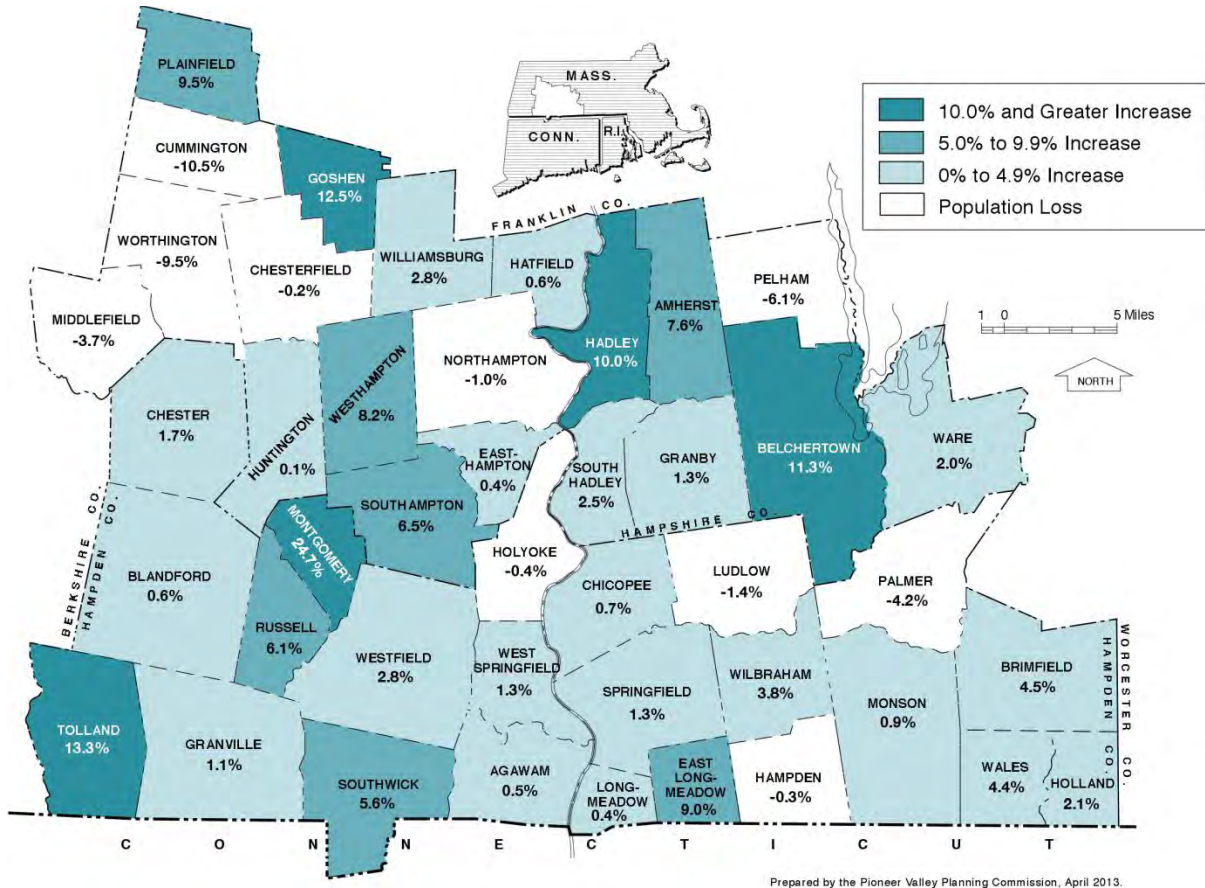 PLAINFIELD
9.5%
MASS.
CONN.
R.I.
10.0% and Greater Increase
5.0% to 9.9% Increase
0% to 4.9% Increase
Population Loss
CUMMINGTON
-10.5%
GOSHEN
12.5%
FRANKLIN CO.
WORTHINGTON
-9.5%
CHESTERFIELD
-0.2%
WILLIAMSBURG
2.8%
HATFIELD
0.6%
PELHAM
-6.1%
AMHERST
7.6%
1 0 5 Miles
NORTH
MIDDLEFIELD
-3.7%
HADLEY
10.0%
NORTHAMPTON
-1.0%
WESTHAMPTON
8.2%
CHESTER
1.7%
HUNTINGTON
0.1%
EAST-
HAMPTON
0.4%
SOUTH
HADLEY
2.5%
GRANBY
1.3%
BELCHERTOWN
11.3%
WARE
2.0%
SOUTHAMPTON
6.5%
HAMPSHIRE CO.
MONTGOMERY
24.7%
HOLYOKE
-0.4%
BERKSHIRE CO.
HAMPDEN CO.
BLANDFORD
0.6%
CHICOPEE
0.7%
LUDLOW
-1.4%
PALMER
-4.2%
RUSSELL
6.1%
WESTFIELD
2.8%
WEST
SPRINGFIELD
1.3%
SPRINGFIELD
1.3%
WILBRAHAM
3.8%
MONSON
0.9%
BRIMFIELD
4.5%
HAMPDEN CO.
WORCESTER CO.
TOLLAND
13.3%
GRANVILLE
1.1%
SOUTHWICK
5.6%
AGAWAM
0.5%
LONG-
MEADOW
0.4%
EAST
LONG-
MEADOW
9.0%
HAMPDEN
-0.3%
WALES
4.4%
HOLLAND
2.1%
CONNECTICUT
Prepared by the Pioneer Valley Planning Commission, April 2013.